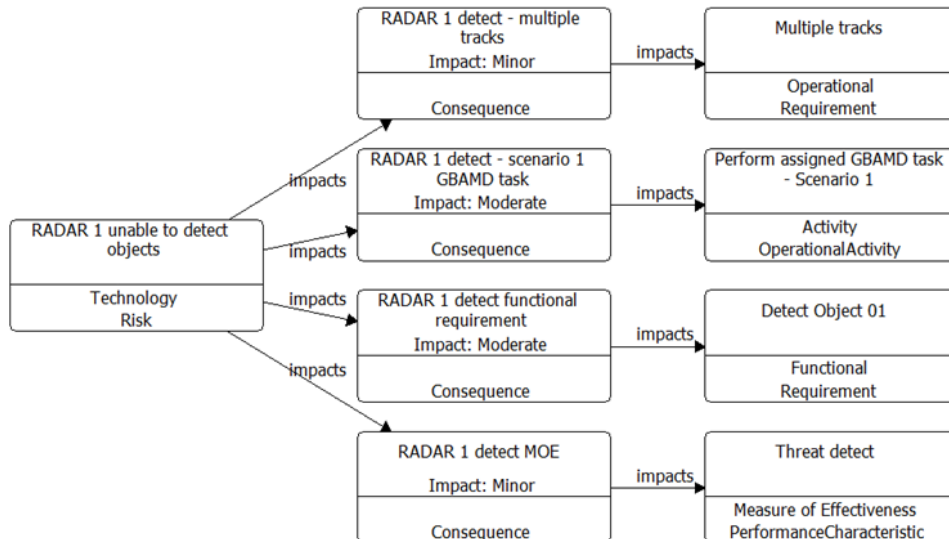 RADAR 1 unable to detect
objects
Technology
Risk
impacts
impacts
impacts
impacts
RADAR 1 detect - multiple
tracks
Impact: Minor
Consequence
impacts
Multiple tracks
Operational
Requirement
RADAR 1 detect - scenario 1
GBAMD task
Impact: Moderate
Consequence
impacts
Perform assigned GBAMD task
- Scenario 1
Activity
OperationalActivity
RADAR 1 detect functional
requirement
Impact: Moderate
Consequence
impacts
Detect Object 01
Functional
Requirement
RADAR 1 detect MOE
Impact: Minor
Consequence
impacts
Threat detect
Measure of Effectiveness
PerformanceCharacteristic